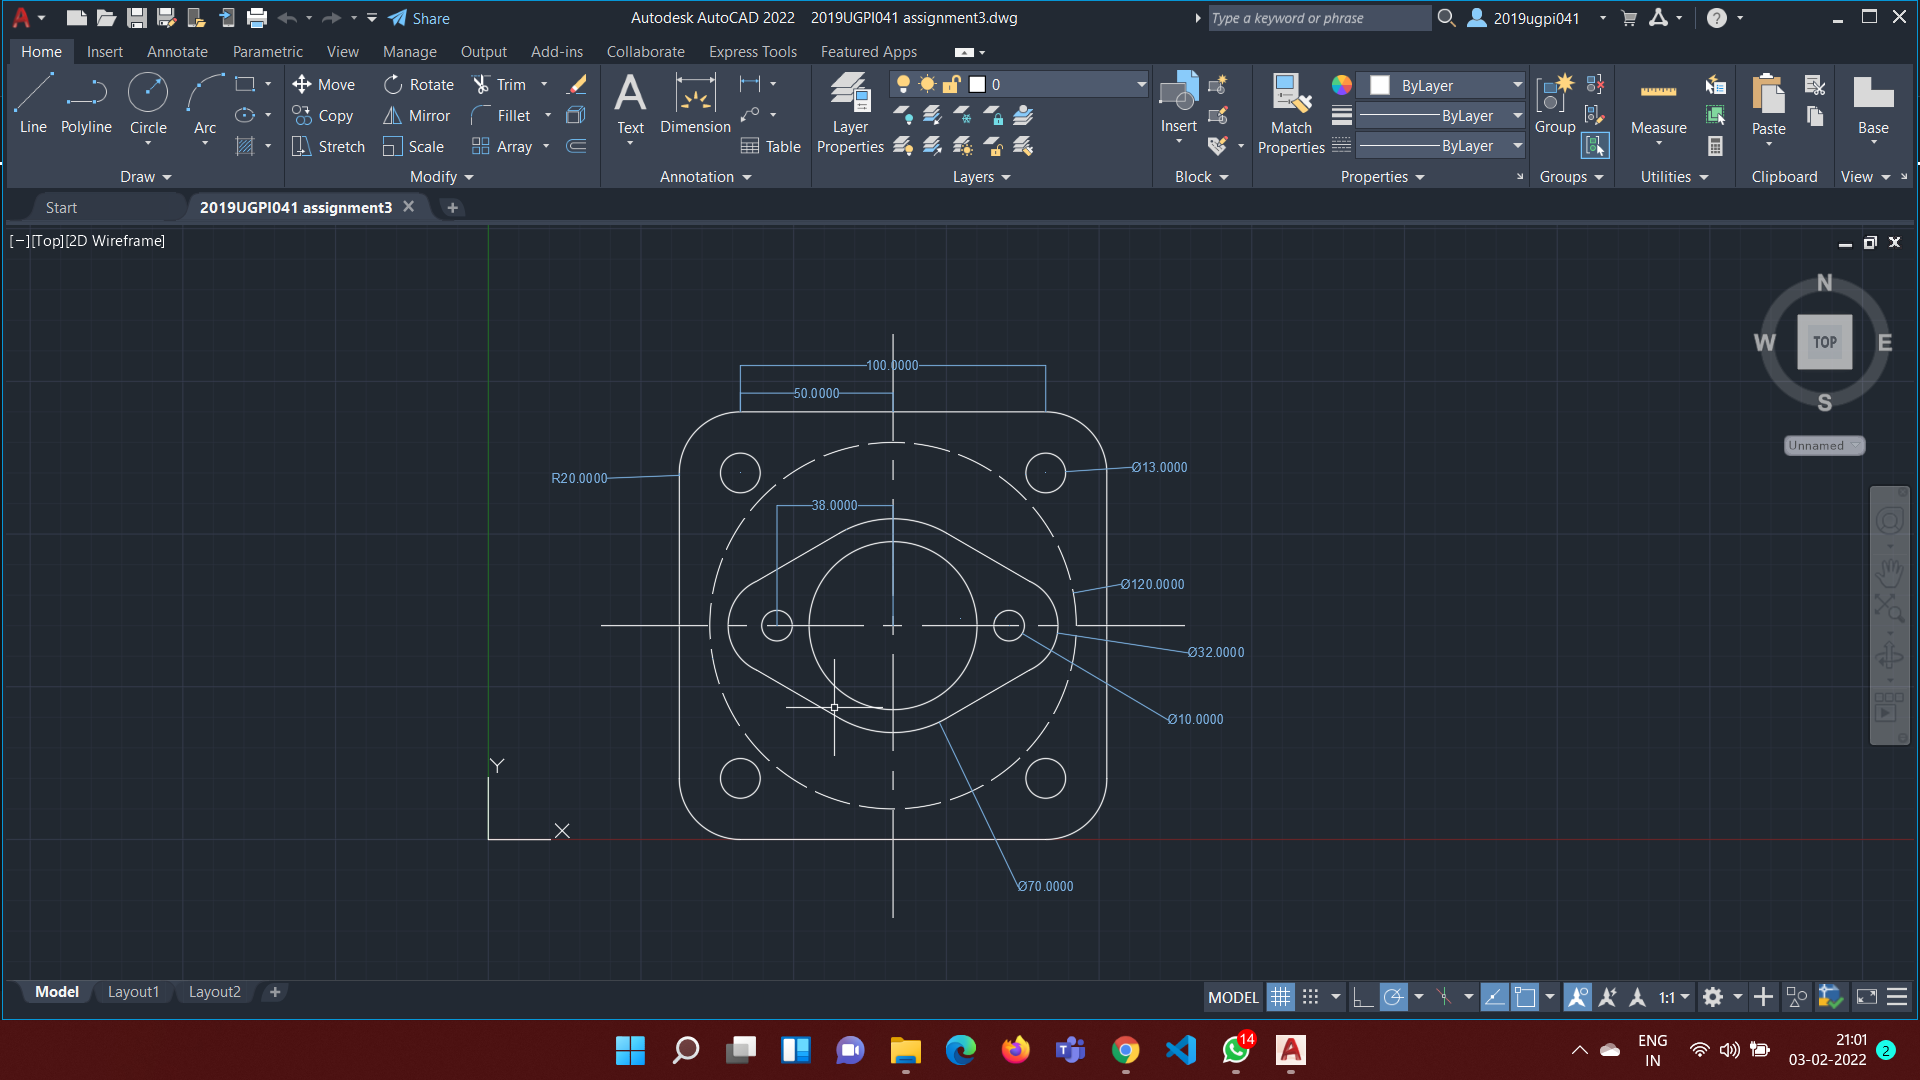 Share
Autodesk AutoCAD 2022 2019UGPI041 assignment3.dwg
Type a keyword or phrase
2019ugpi041
Home Insert Annotate Parametric View Manage Output Add-ins Collaborate Express Tools Featured Apps
Line Polyline Circle Arc
Move Rotate Trim
Copy Mirror Fillet
Stretch Scale Array
Text Dimension Table
Layer Properties
0
Insert
Match Properties
ByLayer
ByLayer
ByLayer
Group
Measure
Paste
Base
Draw Modify Annotation Layers Block Properties Groups Utilities Clipboard View
Start 2019UGPI041 assignment3
[−][Top][2D Wireframe]
N
W TOP E
S
Unnamed
100.0000
50.0000
R20.0000
Ø13.0000
38.0000
Ø120.0000
Ø32.0000
Ø10.0000
Ø70.0000
Y
X
Model Layout1 Layout2
MODEL 1:1
14
ENG
IN
21:01
03-02-2022
2